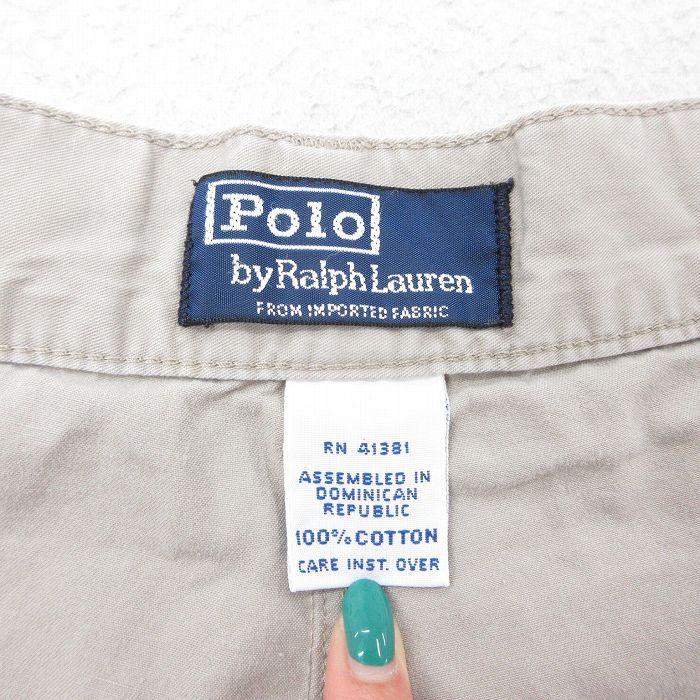 Polo
by Ralph Lauren
FROM IMPORTED FABRIC
RN 41381
ASSEMBLED IN
DOMINICAN
REPUBLIC
100% COTTON
CARE INST. OVER